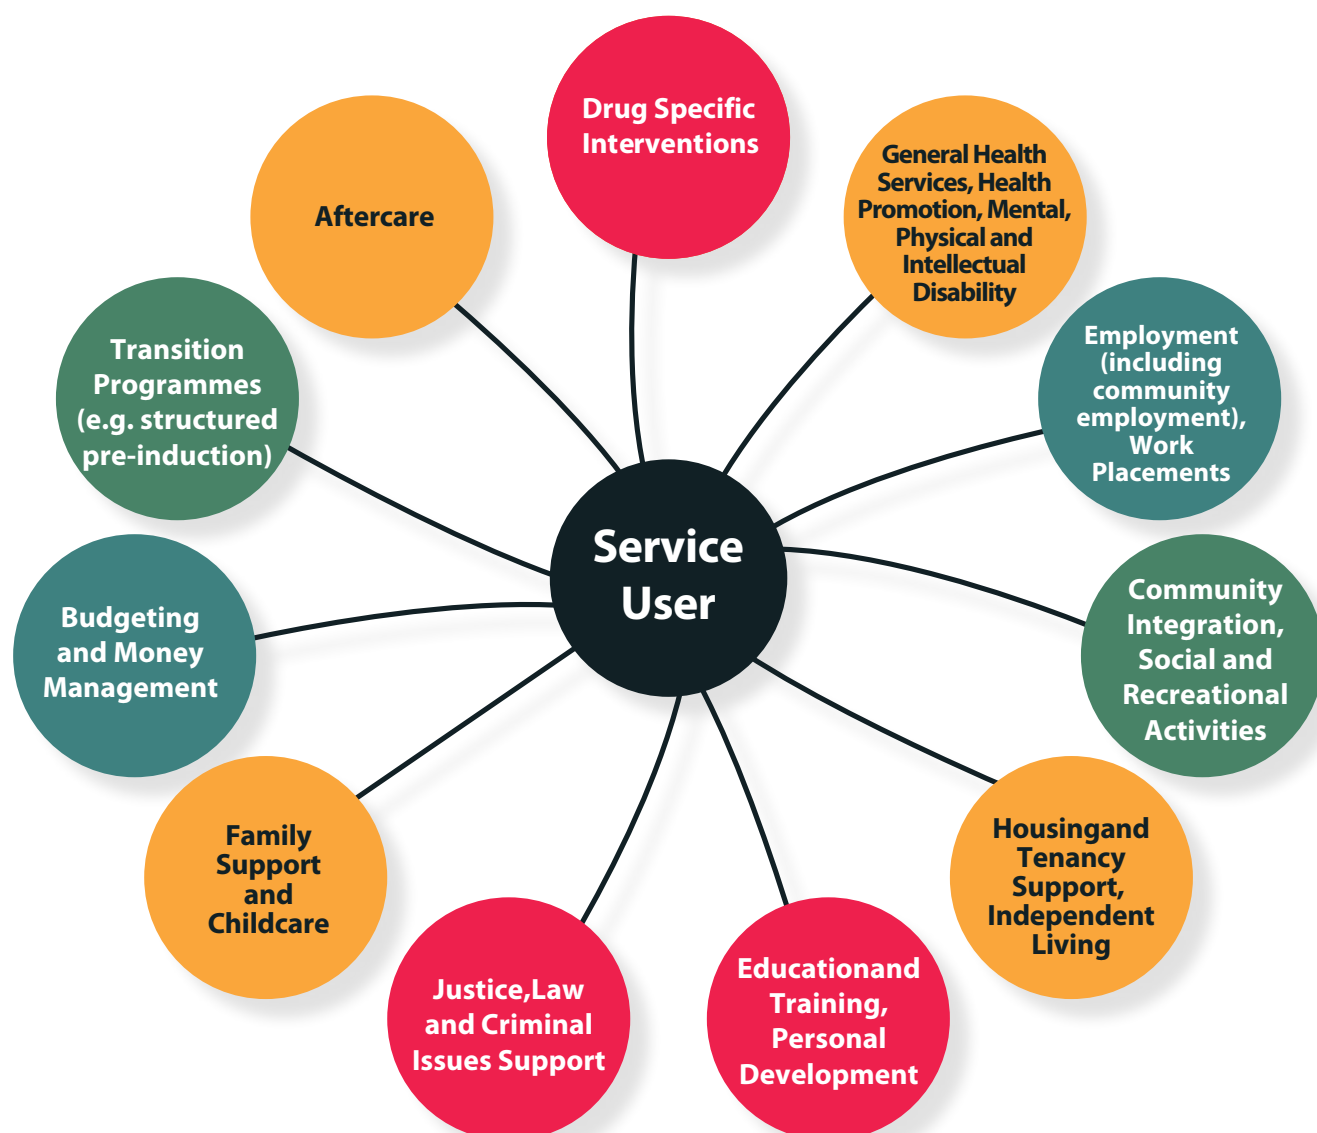 Drug Specific
Interventions
General Health
Services, Health
Promotion, Mental,
Physical and
Intellectual
Disability
Employment
(including
community
employment),
Work
Placements
Community
Integration,
Social and
Recreational
Activities
Housingand
Tenancy
Support,
Independent
Living
Educationand
Training,
Personal
Development
Justice,Law
and Criminal
Issues Support
Family
Support
and
Childcare
Budgeting
and Money
Management
Transition
Programmes
(e.g. structured
pre-induction)
Aftercare
Service
User